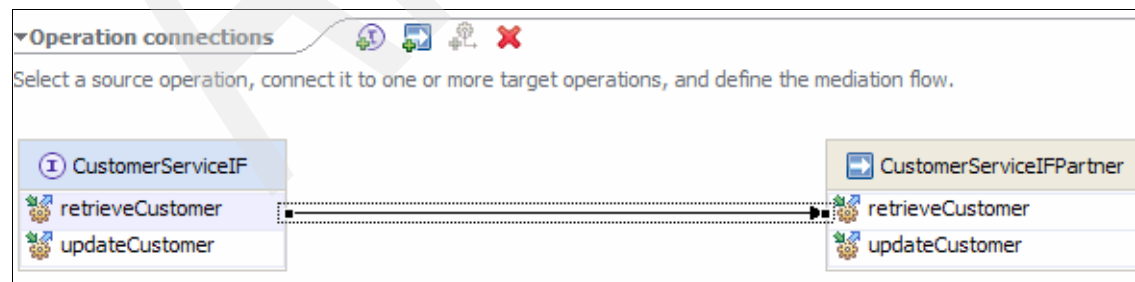 Operation connections
Select a source operation, connect it to one or more target operations, and define the mediation flow.
CustomerServiceIF
CustomerServiceIFPartner
retrieveCustomer
retrieveCustomer
updateCustomer
updateCustomer